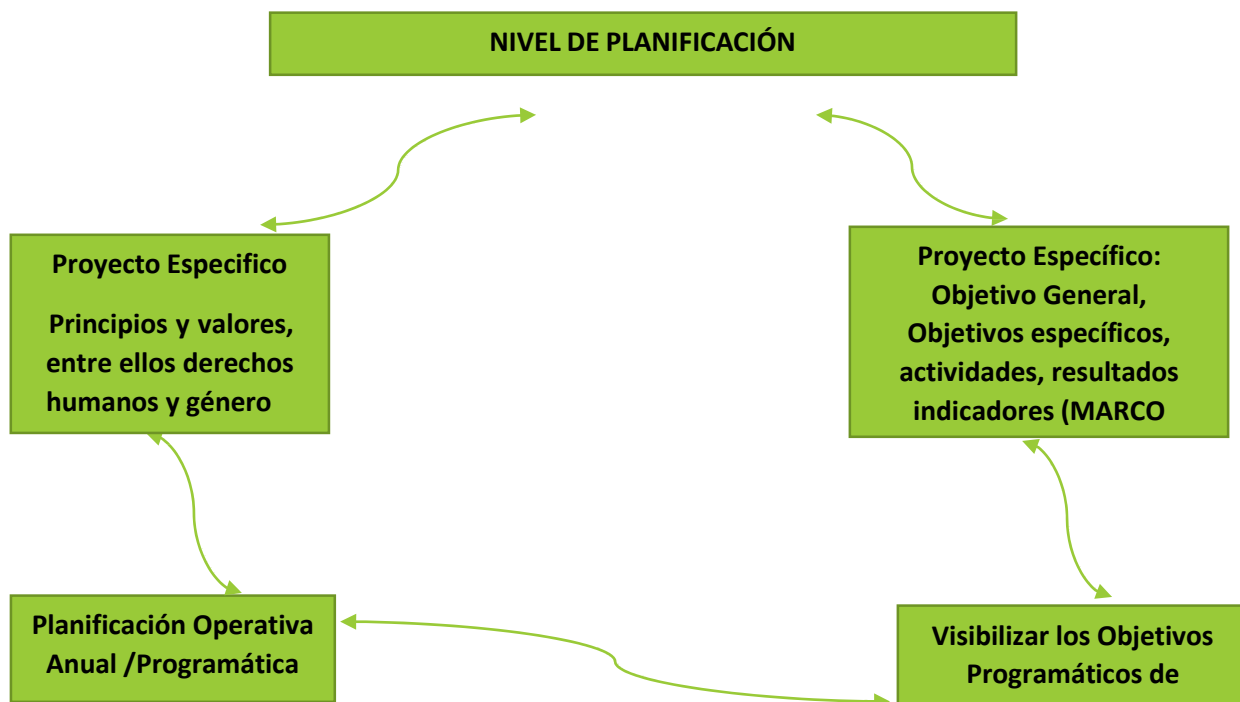 NIVEL DE PLANIFICACIÓN
Proyecto Especifico
Principios y valores,
entre ellos derechos
humanos y género
Proyecto Específico:
Objetivo General,
Objetivos específicos,
actividades, resultados
indicadores (MARCO
Planificación Operativa
Anual /Programática
Visibilizar los Objetivos
Programáticos de